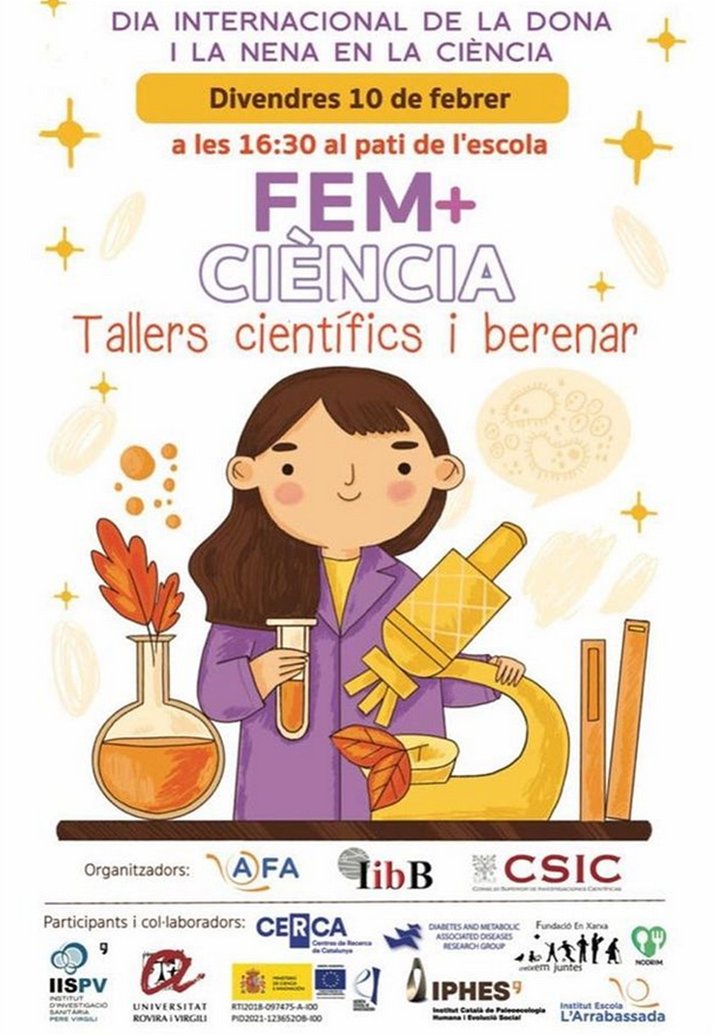 DIA INTERNACIONAL DE LA DONA
I LA NENA EN LA CIÈNCIA
Divendres 10 de febrer
a les 16:30 al pati de l'escola
FEM+
CIÈNCIA
Tallers científics i berenar
Organitzadors:
AFA
IibB
CSIC
CONSEJO SUPERIOR DE INVESTIGACIONES CIENTÍFICAS
Participants i col·laboradors:
CERCA
Centres de Recerca
de Catalunya
DIABETES AND METABOLIC
ASSOCIATED DISEASES
RESEARCH GROUP
Fundació En Xarxa
creixem juntes
NODRIM
IISPV
INSTITUT
D'INVESTIGACIÓ
SANITÀRIA
PERE VIRGILI
UNIVERSITAT
ROVIRA i VIRGILI
MINISTERIO
DE CIENCIA
E INNOVACIÓN
RTI2018-097475-A-I00
PID2021-123652OB-I00
IPHES
Institut Català de Paleoecologia
Humana i Evolució Social
Institut Escola
L'Arrabassada